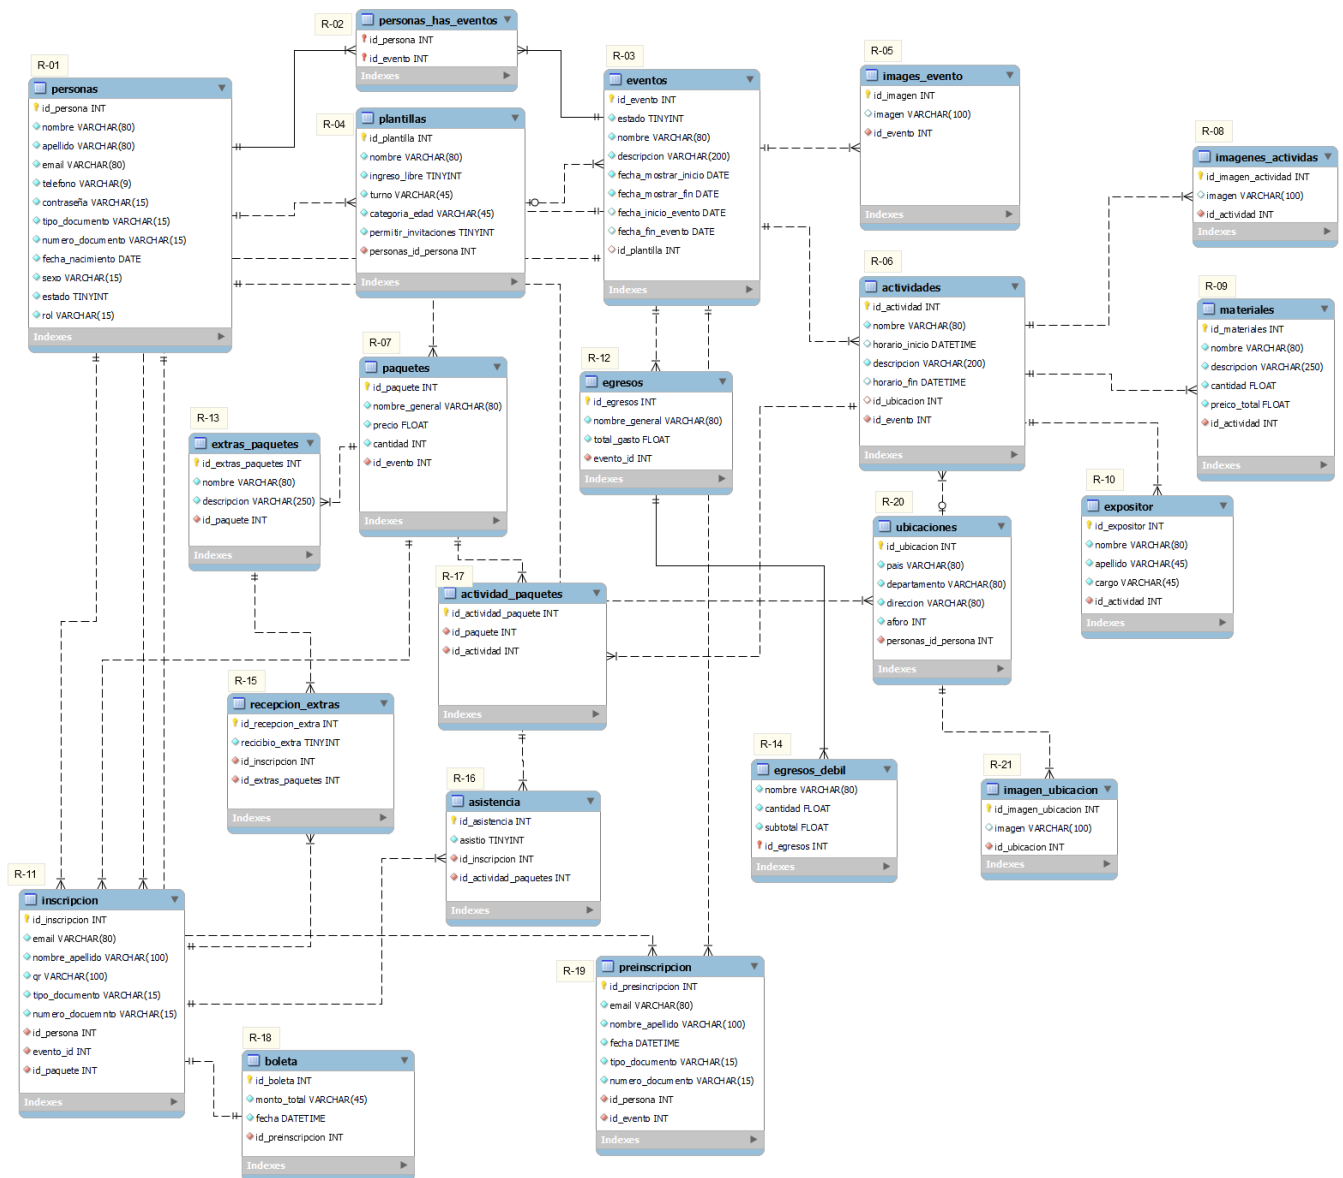 R-01
personas
id_persona INT
nombre VARCHAR(80)
apellido VARCHAR(80)
email VARCHAR(80)
telefono VARCHAR(9)
contraseña VARCHAR(15)
tipo_documento VARCHAR(15)
numero_documento VARCHAR(15)
fecha_nacimiento DATE
sexo VARCHAR(15)
estado TINYINT
rol VARCHAR(15)
Indexes
R-02
personas_has_eventos
id_persona INT
id_evento INT
Indexes
R-04
plantillas
id_plantilla INT
nombre VARCHAR(80)
ingreso_libre TINYINT
turno VARCHAR(45)
categoria_edad VARCHAR(45)
permitir_invitaciones TINYINT
personas_id_persona INT
Indexes
R-03
eventos
id_evento INT
estado TINYINT
nombre VARCHAR(80)
descripcion VARCHAR(200)
fecha_mostrar_inicio DATE
fecha_mostrar_fin DATE
fecha_inicio_evento DATE
fecha_fin_evento DATE
id_plantilla INT
Indexes
R-05
images_evento
id_imagen INT
imagen VARCHAR(100)
id_evento INT
Indexes
R-08
imagenes_actividas
id_imagen_actividad INT
imagen VARCHAR(100)
id_actividad INT
Indexes
R-06
actividades
id_actividad INT
nombre VARCHAR(80)
horario_inicio DATETIME
descripcion VARCHAR(200)
horario_fin DATETIME
id_ubicacion INT
id_evento INT
Indexes
R-09
materiales
id_materiales INT
nombre VARCHAR(80)
descripcion VARCHAR(250)
cantidad FLOAT
preico_total FLOAT
id_actividad INT
Indexes
R-07
paquetes
id_paquete INT
nombre_general VARCHAR(80)
precio FLOAT
cantidad INT
id_evento INT
Indexes
R-12
egresos
id_egresos INT
nombre_general VARCHAR(80)
total_gasto FLOAT
evento_id INT
Indexes
R-13
extras_paquetes
id_extras_paquetes INT
nombre VARCHAR(80)
descripcion VARCHAR(250)
id_paquete INT
Indexes
R-10
expositor
id_expositor INT
nombre VARCHAR(80)
apellido VARCHAR(45)
cargo VARCHAR(45)
id_actividad INT
Indexes
R-20
ubicaciones
id_ubicacion INT
pais VARCHAR(80)
departamento VARCHAR(80)
direccion VARCHAR(80)
aforo INT
personas_id_persona INT
Indexes
R-17
actividad_paquetes
id_actividad_paquete INT
id_paquete INT
id_actividad INT
Indexes
R-15
recepcion_extras
id_recepcion_extra INT
recicibio_extra TINYINT
id_inscripcion INT
id_extras_paquetes INT
Indexes
R-16
asistencia
id_asistencia INT
asistio TINYINT
id_inscripcion INT
id_actividad_paquetes INT
Indexes
R-14
egresos_debil
nombre VARCHAR(80)
cantidad FLOAT
subtotal FLOAT
id_egresos INT
Indexes
R-21
imagen_ubicacion
id_imagen_ubicacion INT
imagen VARCHAR(100)
id_ubicacion INT
Indexes
R-11
inscripcion
id_inscripcion INT
email VARCHAR(80)
nombre_apellido VARCHAR(100)
qr VARCHAR(100)
tipo_documento VARCHAR(15)
numero_docuemnto VARCHAR(15)
id_persona INT
evento_id INT
id_paquete INT
Indexes
R-18
boleta
id_boleta INT
monto_total VARCHAR(45)
fecha DATETIME
id_preinscripcion INT
Indexes
R-19
preinscripcion
id_presincripcion INT
email VARCHAR(80)
nombre_apellido VARCHAR(100)
fecha DATETIME
tipo_documento VARCHAR(15)
numero_documento VARCHAR(15)
id_persona INT
id_evento INT
Indexes